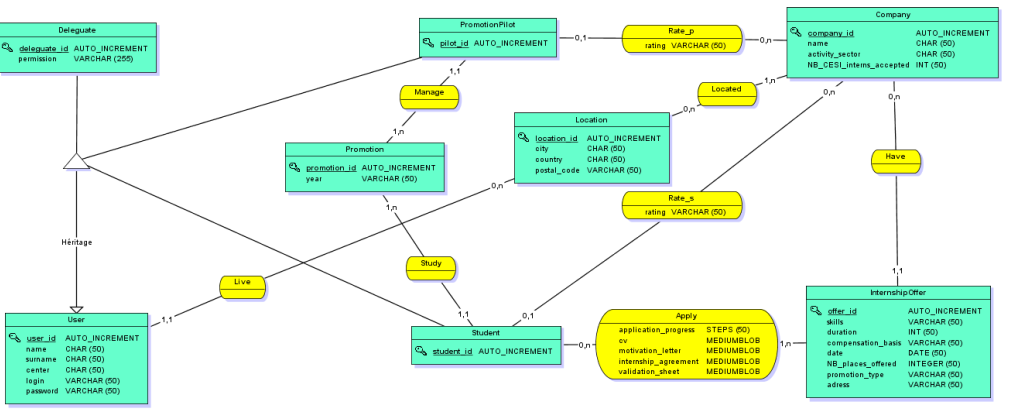 Deleguate
deleguate_id AUTO_INCREMENT
permission VARCHAR (255)
PromotionPilot
pilot_id AUTO_INCREMENT
0,1
Rate_p
rating VARCHAR (50)
0,n
Company
company_id AUTO_INCREMENT
name CHAR (50)
activity_sector CHAR (50)
NB_CESI_interns_accepted INT (50)
1,1
Manage
1,n
1,n
Located
0,n
0,n
0,n
Location
location_id AUTO_INCREMENT
city CHAR (50)
country CHAR (50)
postal_code VARCHAR (50)
Promotion
promotion_id AUTO_INCREMENT
year VARCHAR (50)
Have
0,n
1,n
Rate_s
rating VARCHAR (50)
Héritage
Study
Live
1,1
InternshipOffer
offer_id AUTO_INCREMENT
skills VARCHAR (50)
duration INT (50)
compensation_basis VARCHAR (50)
date DATE (50)
NB_places_offered INTEGER (50)
promotion_type VARCHAR (50)
adress VARCHAR (50)
User
user_id AUTO_INCREMENT
name CHAR (50)
surname CHAR (50)
center CHAR (50)
login VARCHAR (50)
password VARCHAR (50)
1,1
1,1
0,1
Student
student_id AUTO_INCREMENT
0,n
Apply
application_progress STEPS (50)
cv MEDIUMBLOB
motivation_letter MEDIUMBLOB
internship_agreement MEDIUMBLOB
validation_sheet MEDIUMBLOB
1,n